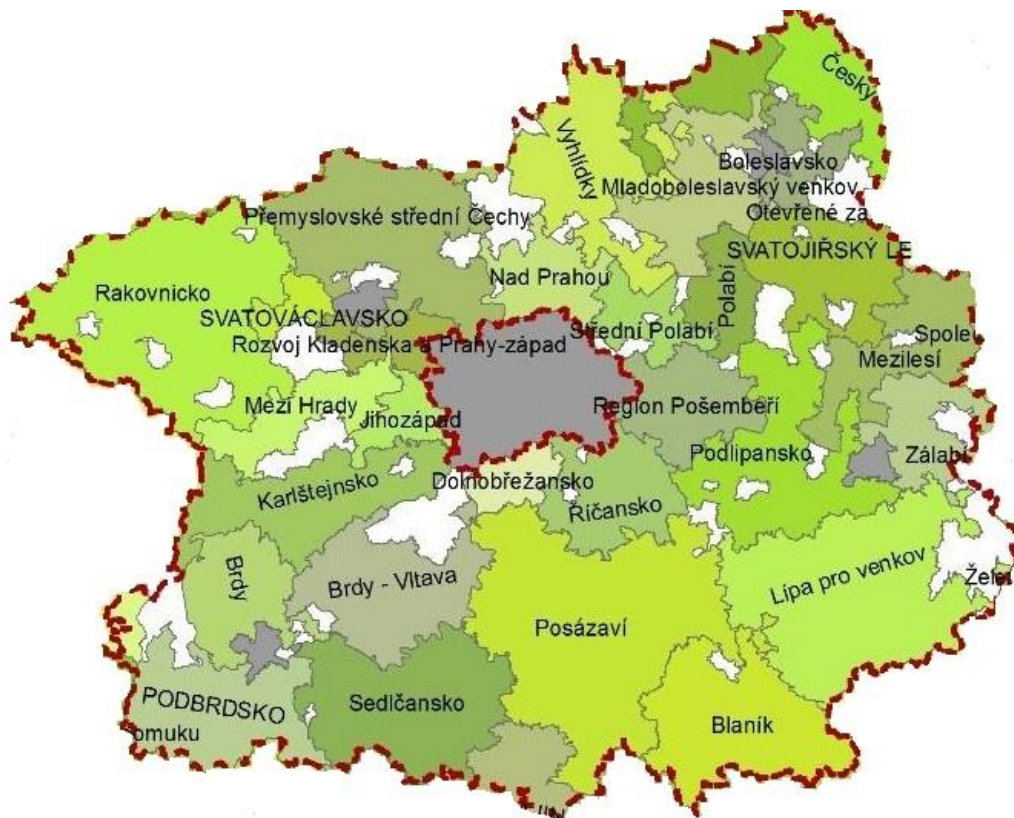 Český
Vyhlídky
Boleslavsko
Mladoboleslavský venkov
Otevřené za
Přemyslovské střední Čechy
SVATOJIŘSKÝ LE
Nad Prahou
Polabí
Rakovnicko
SVATOVÁCLAVSKO
Střední Polabí
Spole
Rozvoj Kladenska a Prahy-západ
Mezilesí
Mezi Hrady
Jihozápad
Region Pošembeří
Podlipansko
Zálabí
Karlštejnsko
Dolnobřežansko
Říčansko
Brdy
Brdy - Vltava
Lípa pro venkov
Želi
Posázaví
PODBRDSKO
Sedlčansko
Blaník
omuku